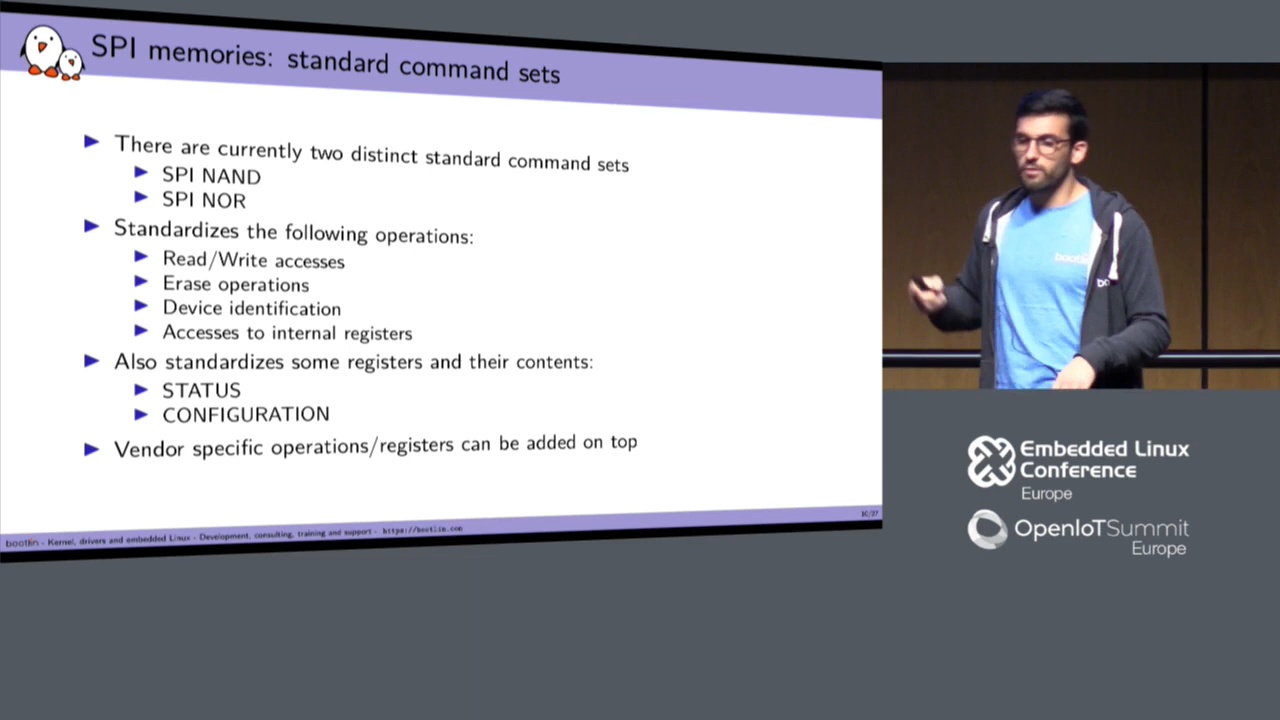 SPI memories: standard command sets
There are currently two distinct standard command sets
SPI NAND
SPI NOR
Standardizes the following operations:
Read/Write accesses
Erase operations
Device identification
Accesses to internal registers
Also standardizes some registers and their contents:
STATUS
CONFIGURATION
Vendor specific operations/registers can be added on top
bootlin - Kernel, drivers and embedded Linux - Development, consulting, training and support - https://bootlin.com
Embedded Linux
Conference
Europe
OpenIoTSummit
Europe